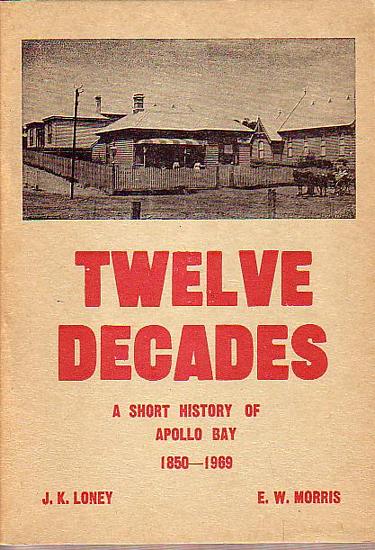 TWELVE
DECADES
A SHORT HISTORY OF
APOLLO BAY
1850—1969
J. K. LONEY E. W. MORRIS